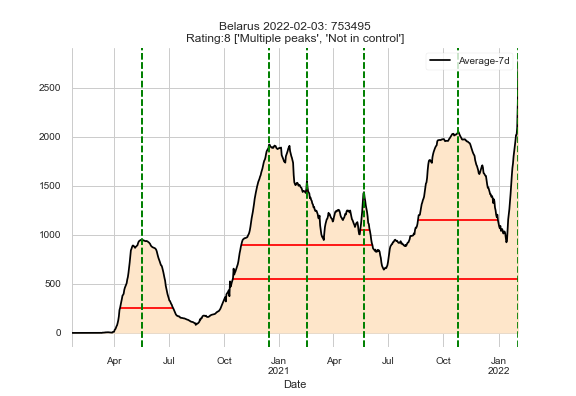 Belarus 2022-02-03: 753495
Rating:8 ['Multiple peaks', 'Not in control']
Average-7d
2500
2000
1500
1000
500
0
Apr Jul Oct Jan Apr Jul Oct Jan
2021 2022
Date